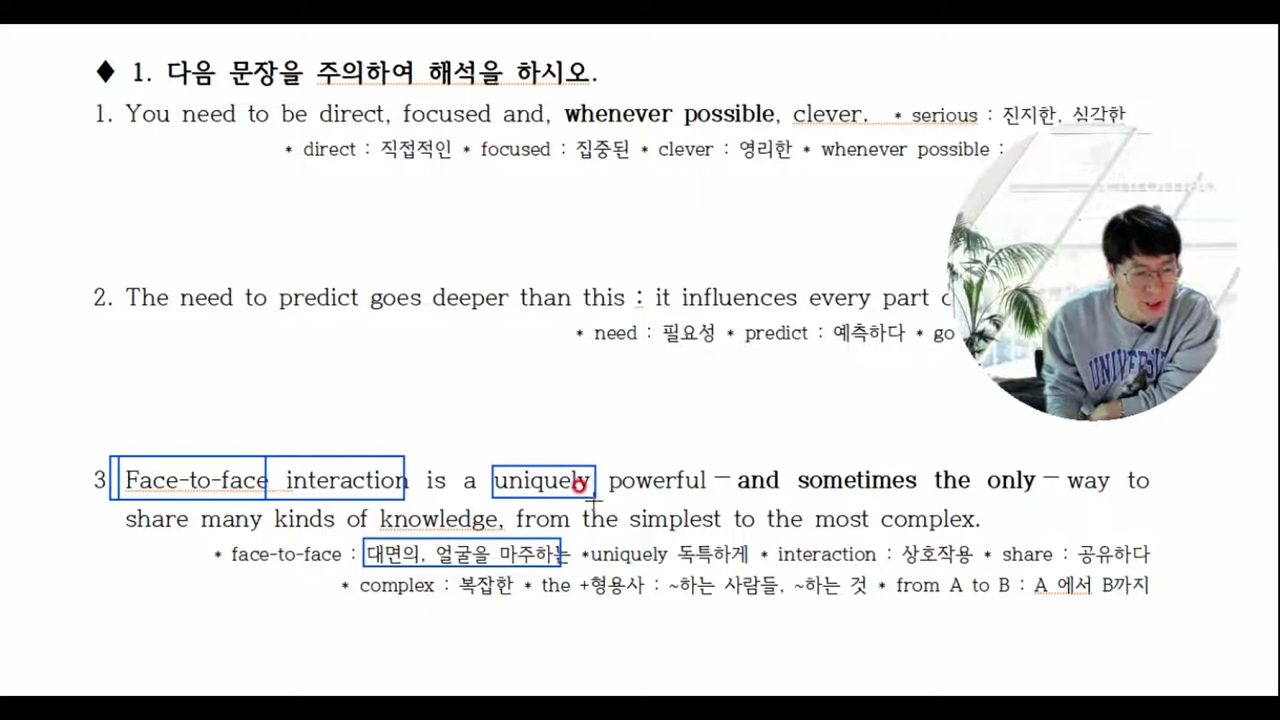 ◆ 1. 다음 문장을 주의하여 해석을 하시오.
1. You need to be direct, focused and, whenever possible, clever. * serious : 진지한, 심각한
* direct : 직접적인 * focused : 집중된 * clever : 영리한 * whenever possible :
2. The need to predict goes deeper than this : it influences every part
* need : 필요성 * predict : 예측하다 * go
3 Face-to-face interaction is a uniquely powerful － and sometimes the only － way to
share many kinds of knowledge, from the simplest to the most complex.
* face-to-face : 대면의, 얼굴을 마주하는 *uniquely 독특하게 * interaction : 상호작용 * share : 공유하다
* complex : 복잡한 * the +형용사 : ~하는 사람들, ~하는 것 * from A to B : A 에서 B까지